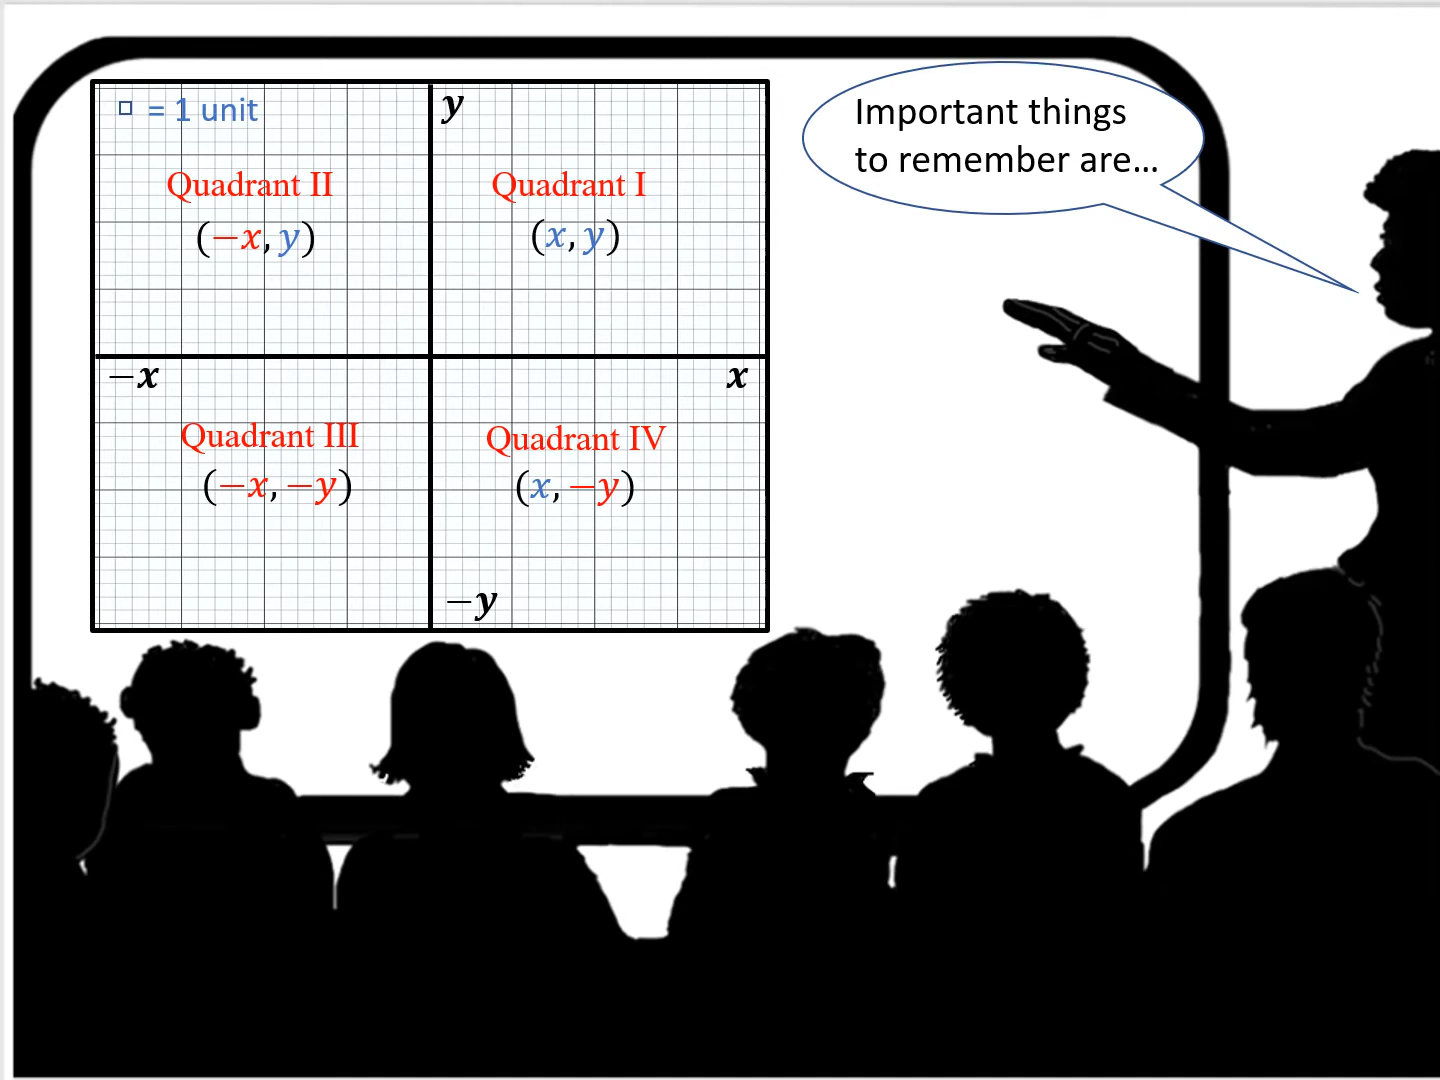 = 1 unit
y
Quadrant II
Quadrant I
(−x, y)
(x, y)
Important things
to remember are...
−x
x
Quadrant III
Quadrant IV
(−x, −y)
(x, −y)
−y